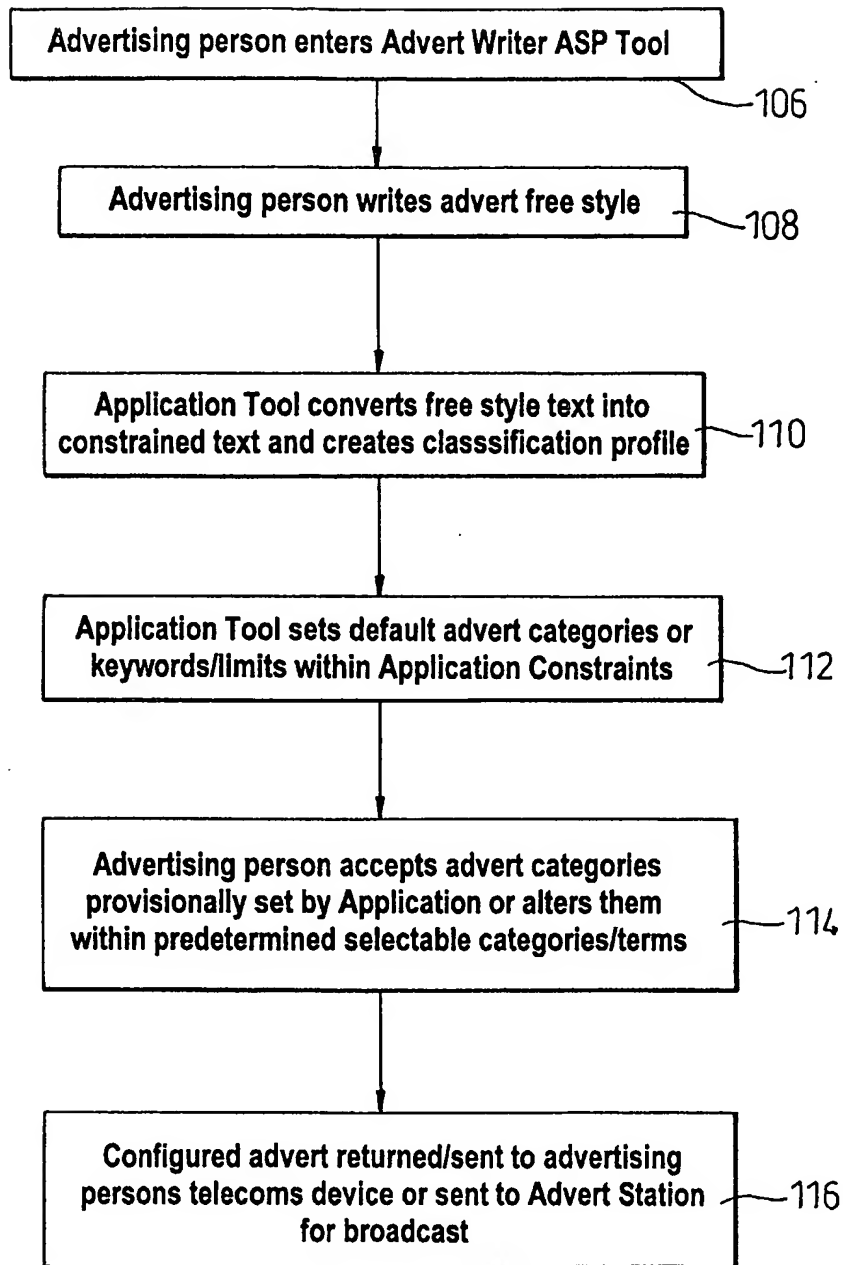 Advertising person enters Advert Writer ASP Tool
106
Advertising person writes advert free style
108
Application Tool converts free style text into
constrained text and creates classsification profile
110
Application Tool sets default advert categories or
keywords/limits within Application Constraints
112
Advertising person accepts advert categories
provisionally set by Application or alters them
within predetermined selectable categories/terms
114
Configured advert returned/sent to advertising
persons telecoms device or sent to Advert Station
for broadcast
116